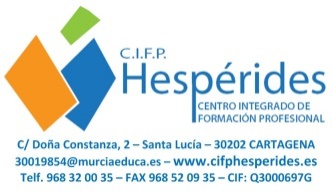 C.I.F.P.
Hespérides
CENTRO INTEGRADO DE
FORMACIÓN PROFESIONAL
C/ Doña Constanza, 2 – Santa Lucía – 30202 CARTAGENA
30019854@murciaeduca.es – www.cifphesperides.es
Telf. 968 32 00 35 – FAX 968 52 09 35 – CIF: Q3000697G